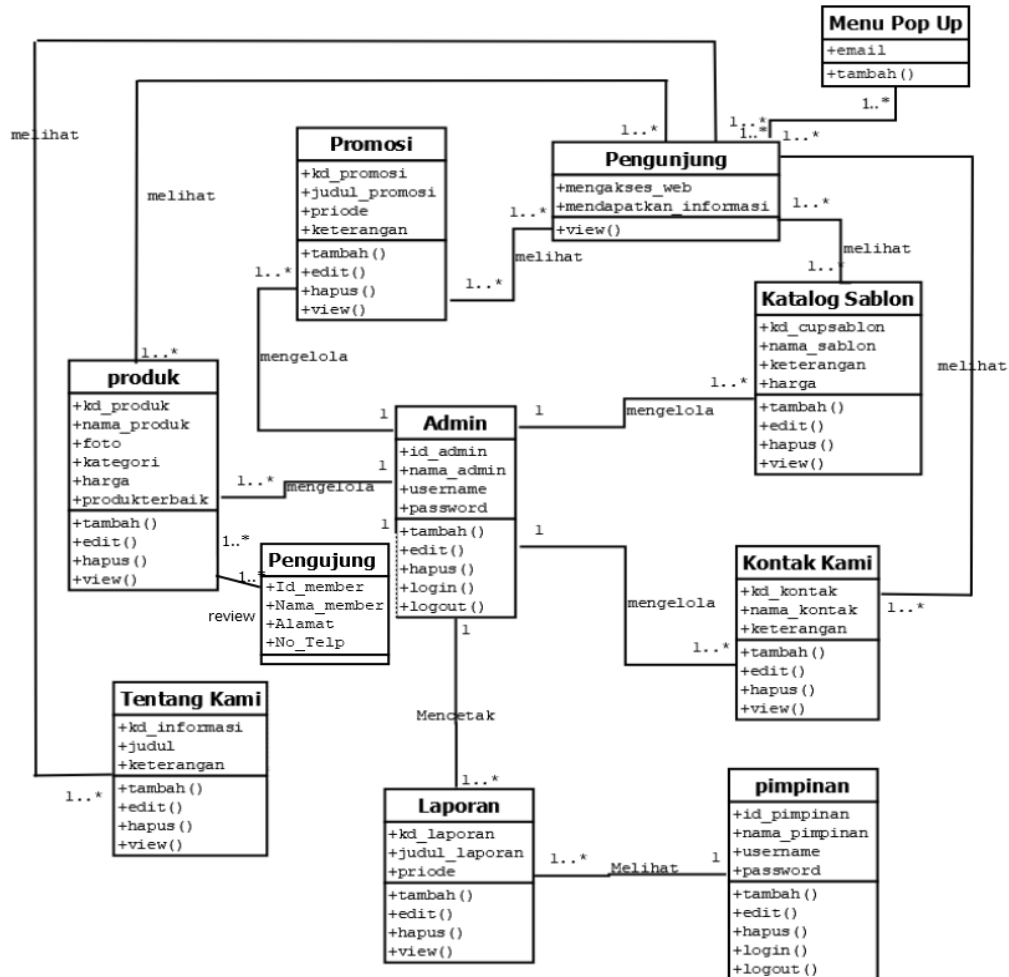 Menu Pop Up
+email
+tambah()
1..*
1..*
1..*
1..*
1..*
melihat
Promosi
+kd_promosi
+judul_promosi
+priode
+keterangan
+tambah()
+edit()
+hapus()
+view()
1..*
Pengunjung
+mengakses_web
+mendapatkan_informasi
+view()
melihat
1..*
melihat
1..*
1..*
melihat
1..*
Katalog Sablon
+kd_cupsablon
+nama_sablon
+keterangan
+harga
+tambah()
+edit()
+hapus()
+view()
melihat
1..*
mengelola
1..*
mengelola
1
produk
+kd_produk
+nama_produk
+foto
+kategori
+harga
+produkterbaik
+tambah()
+edit()
+hapus()
+view()
1
Admin
+id_admin
+nama_admin
+username
+password
+tambah()
+edit()
+hapus()
+login()
+logout()
1
1..*
mengelola
1
1
1..*
1..*
review
Pengujung
+Id_member
+Nama_member
+Alamat
+No_Telp
1
mengelola
1..*
Kontak Kami
+kd_kontak
+nama_kontak
+keterangan
+tambah()
+edit()
+hapus()
+view()
1..*
Tentang Kami
+kd_informasi
+judul
+keterangan
+tambah()
+edit()
+hapus()
+view()
1..*
Mencetak
1..*
Laporan
+kd_laporan
+judul_laporan
+priode
+tambah()
+edit()
+hapus()
+view()
1..*
Melihat
1
pimpinan
+id_pimpinan
+nama_pimpinan
+username
+password
+tambah()
+edit()
+hapus()
+login()
+logout()